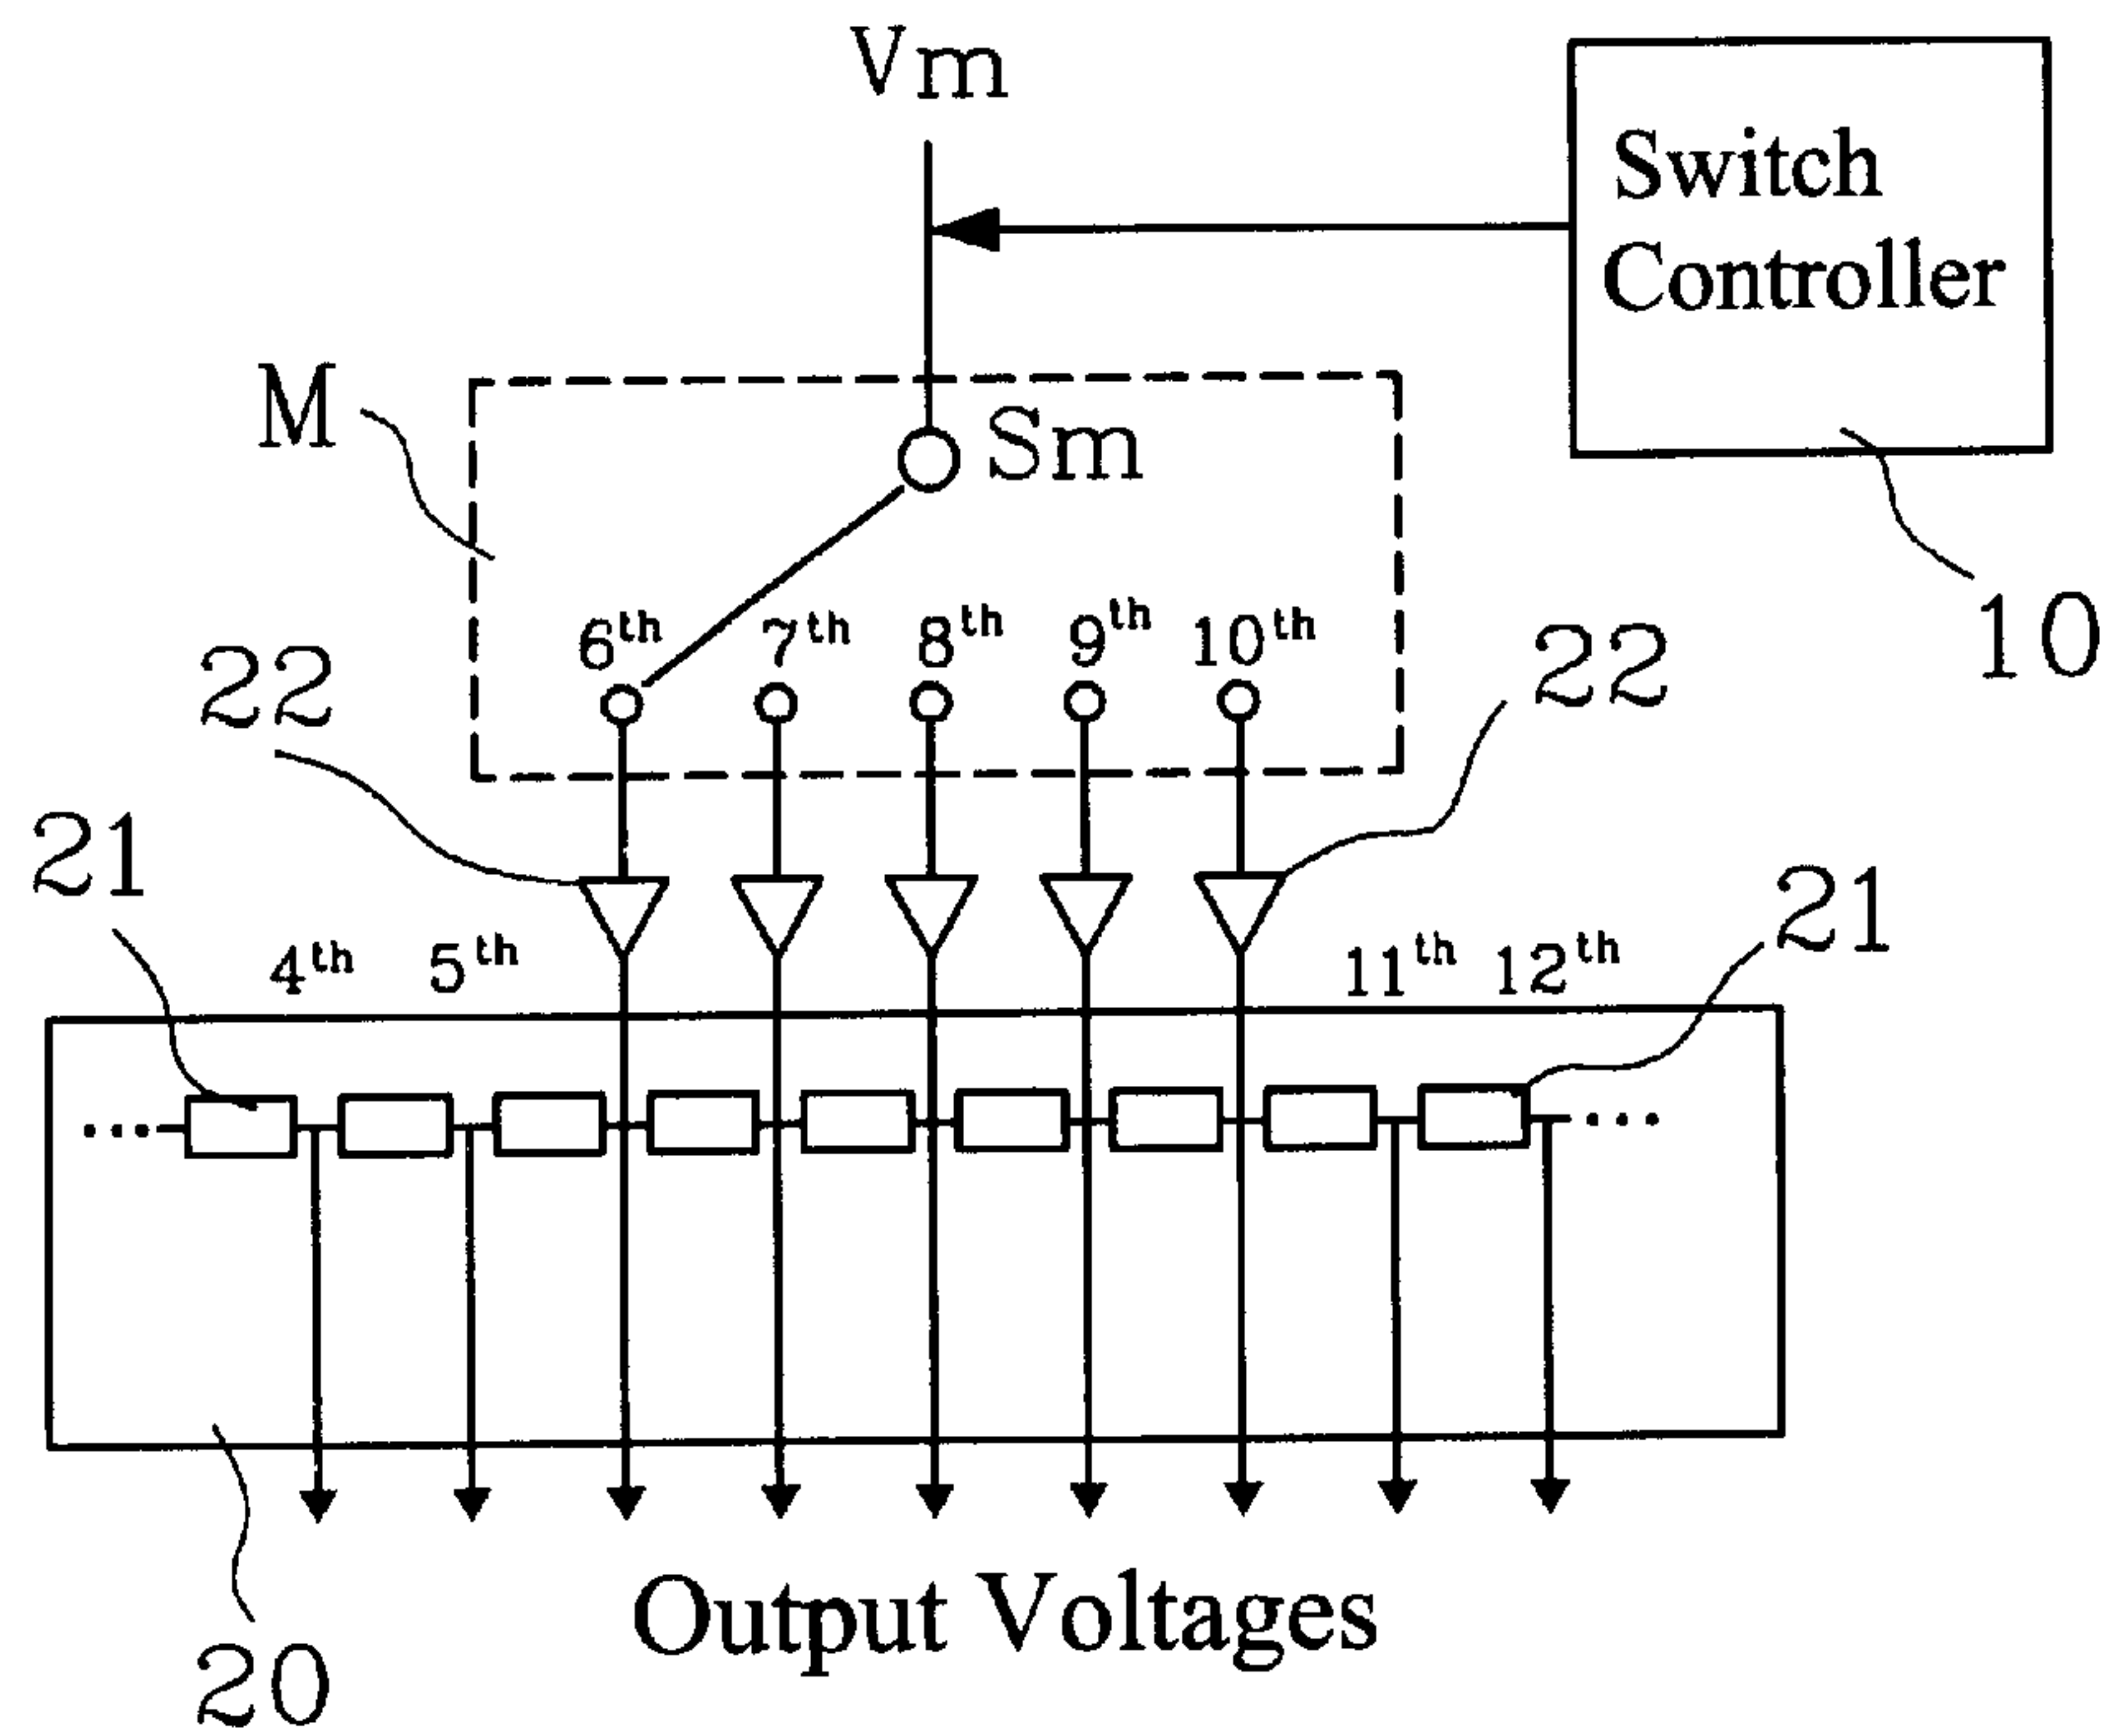 Vm
Switch
Controller
M
Sm
10
6th 7th 8th 9th 10th
22
22
21
21
4th 5th
11th 12th
Output Voltages
20